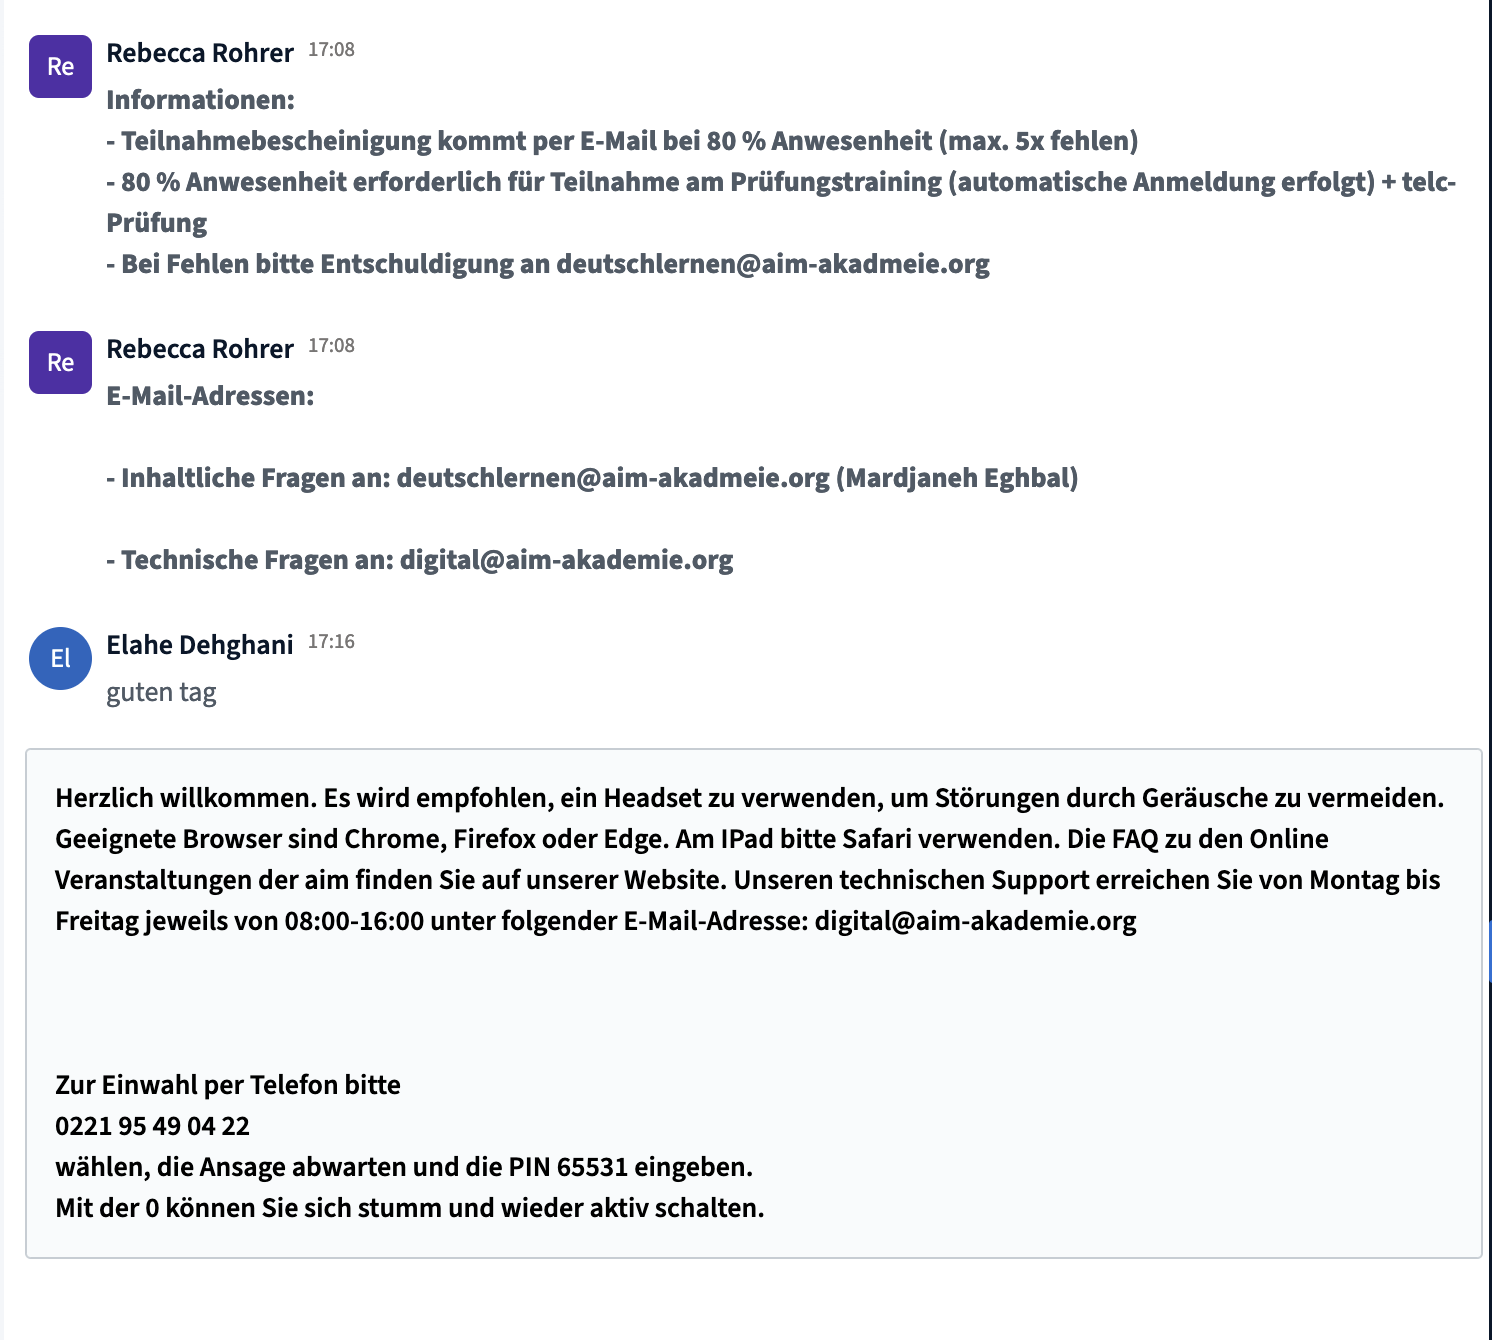 Re
Rebecca Rohrer 17:08
Informationen:
- Teilnahmebescheinigung kommt per E-Mail bei 80 % Anwesenheit (max. 5x fehlen)
- 80 % Anwesenheit erforderlich für Teilnahme am Prüfungstraining (automatische Anmeldung erfolgt) + telc-
Prüfung
- Bei Fehlen bitte Entschuldigung an deutschlernen@aim-akadmeie.org
Re
Rebecca Rohrer 17:08
E-Mail-Adressen:
- Inhaltliche Fragen an: deutschlernen@aim-akadmeie.org (Mardjaneh Eghbal)
- Technische Fragen an: digital@aim-akademie.org
El
Elahe Dehghani 17:16
guten tag
Herzlich willkommen. Es wird empfohlen, ein Headset zu verwenden, um Störungen durch Geräusche zu vermeiden.
Geeignete Browser sind Chrome, Firefox oder Edge. Am IPad bitte Safari verwenden. Die FAQ zu den Online
Veranstaltungen der aim finden Sie auf unserer Website. Unseren technischen Support erreichen Sie von Montag bis
Freitag jeweils von 08:00-16:00 unter folgender E-Mail-Adresse: digital@aim-akademie.org
Zur Einwahl per Telefon bitte
0221 95 49 04 22
wählen, die Ansage abwarten und die PIN 65531 eingeben.
Mit der 0 können Sie sich stumm und wieder aktiv schalten.